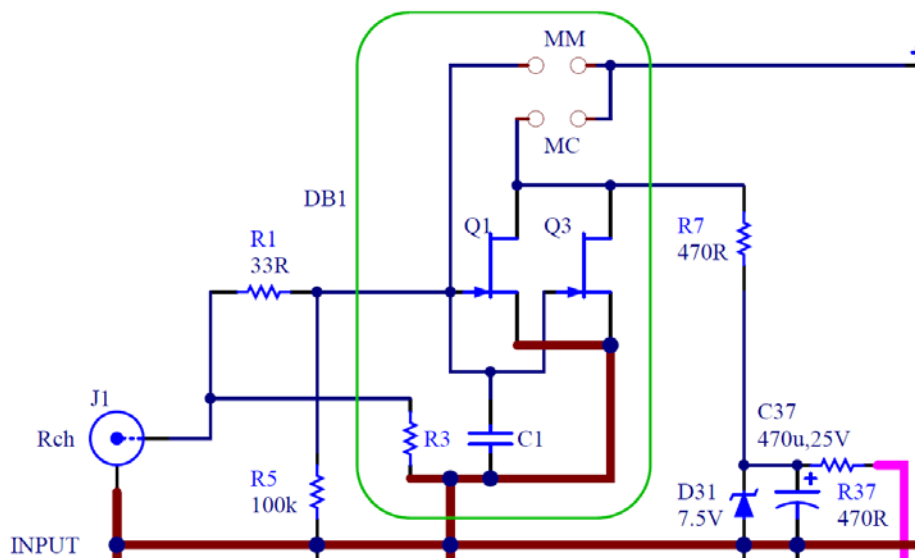 MM
MC
DB1
Q1
Q3
R7
470R
R1
33R
J1
Rch
R3
C1
C37
470u,25V
+
R5
100k
D31
7.5V
R37
470R
INPUT